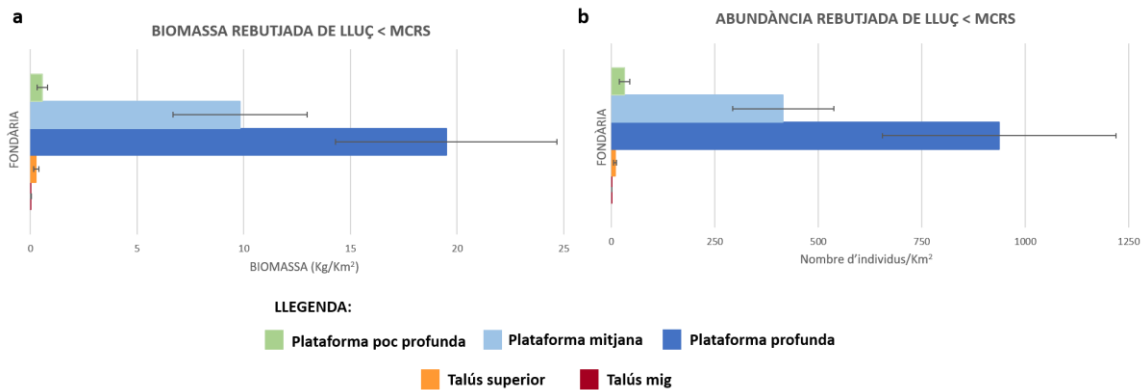 a
BIOMASSA REBUTJADA DE LLUÇ < MCRS
FONDÀRIA
0 5 10 15 20 25
BIOMASSA (Kg/Km²)
b
ABUNDÀNCIA REBUTJADA DE LLUÇ < MCRS
FONDÀRIA
0 250 500 750 1000 1250
Nombre d'individus/Km²
LLEGENDA:
Plataforma poc profunda Plataforma mitjana Plataforma profunda
Talús superior Talús mig